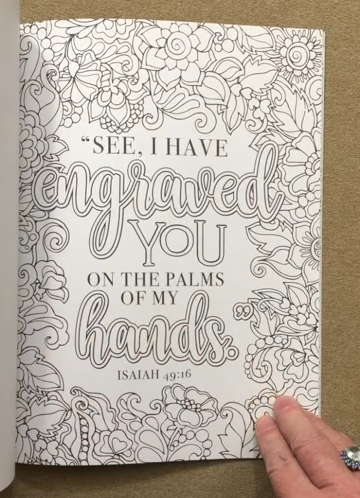 “SEE, I HAVE
engraved
YOU
ON THE PALMS
OF MY
hands.”
ISAIAH 49:16